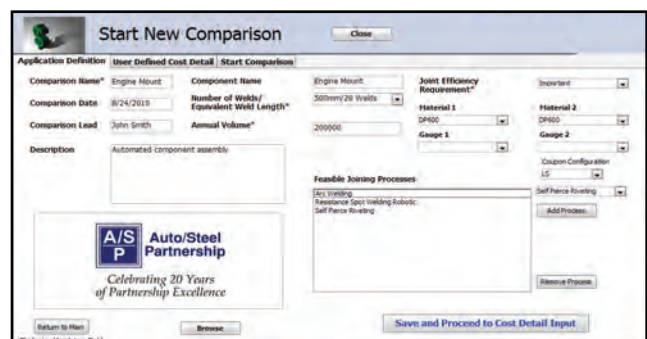 Start New Comparison
Close
Application Definition User Defined Cost Detail Start Comparison
Comparison Name* Engine Mount
Component Name Engine Mount
Joint Efficiency Requirement* Important
Comparison Date 8/24/2010
Number of Welds/
Equivalent Weld Length* 500mm/20 Welds
Material 1
DP600
Material 2
DP600
Comparison Lead John Smith
Annual Volume* 200000
Gauge 1
Gauge 2
Description Automated component assembly
Coupon Configuration
LS
Feasible Joining Processes
Arc Welding
Resistance Spot Welding Robotic
Self Pierce Riveting
Self Pierce Riveting
Add Process
Remove Process
A/S
P
Auto/Steel
Partnership
Celebrating 20 Years
of Partnership Excellence
Return to Main
Browse
Save and Proceed to Cost Detail Input